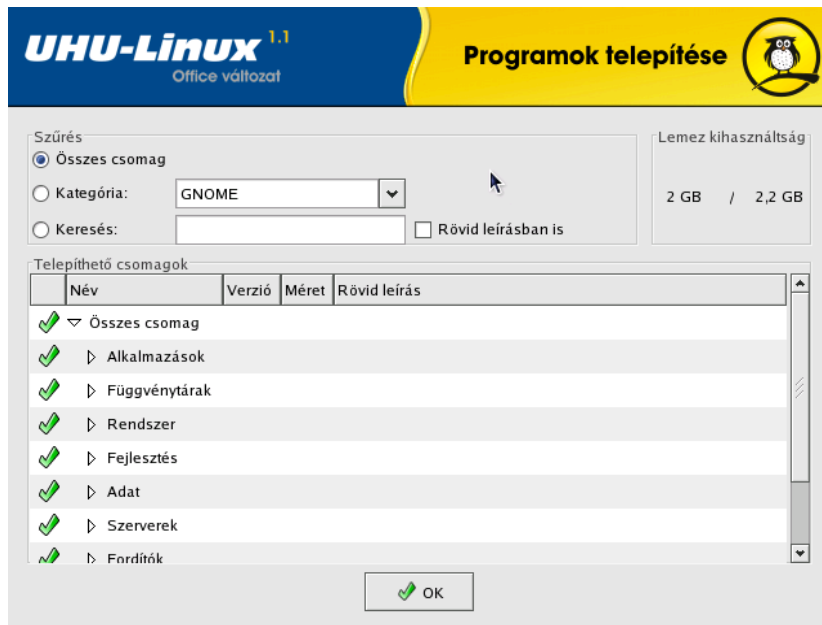 UHU-Linux 1.1
Office változat
Programok telepítése
Szűrés
Összes csomag
Kategória: GNOME
Keresés: Rövid leírásban is
Lemez kihasználtság
2 GB / 2,2 GB
Telepíthető csomagok
Név Verzió Méret Rövid leírás
Összes csomag
Alkalmazások
Függvénytárak
Rendszer
Fejlesztés
Adat
Szerverek
Fordítók
OK